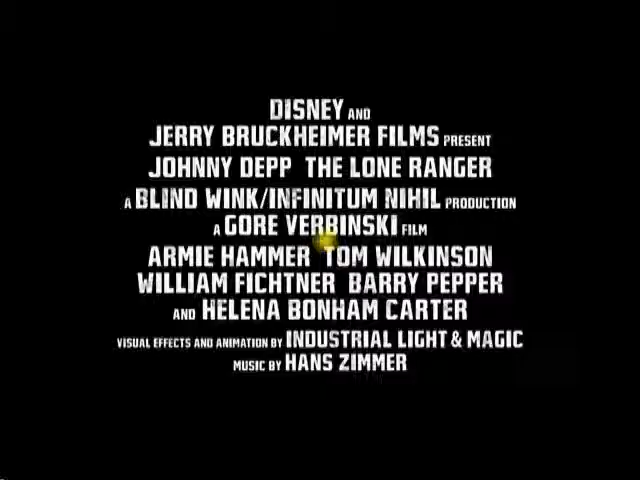 DISNEY AND
JERRY BRUCKHEIMER FILMS PRESENT
JOHNNY DEPP THE LONE RANGER
A BLIND WINK/INFINITUM NIHIL PRODUCTION
A GORE VERBINSKI FILM
ARMIE HAMMER TOM WILKINSON
WILLIAM FICHTNER BARRY PEPPER
AND HELENA BONHAM CARTER
VISUAL EFFECTS AND ANIMATION BY INDUSTRIAL LIGHT & MAGIC
MUSIC BY HANS ZIMMER